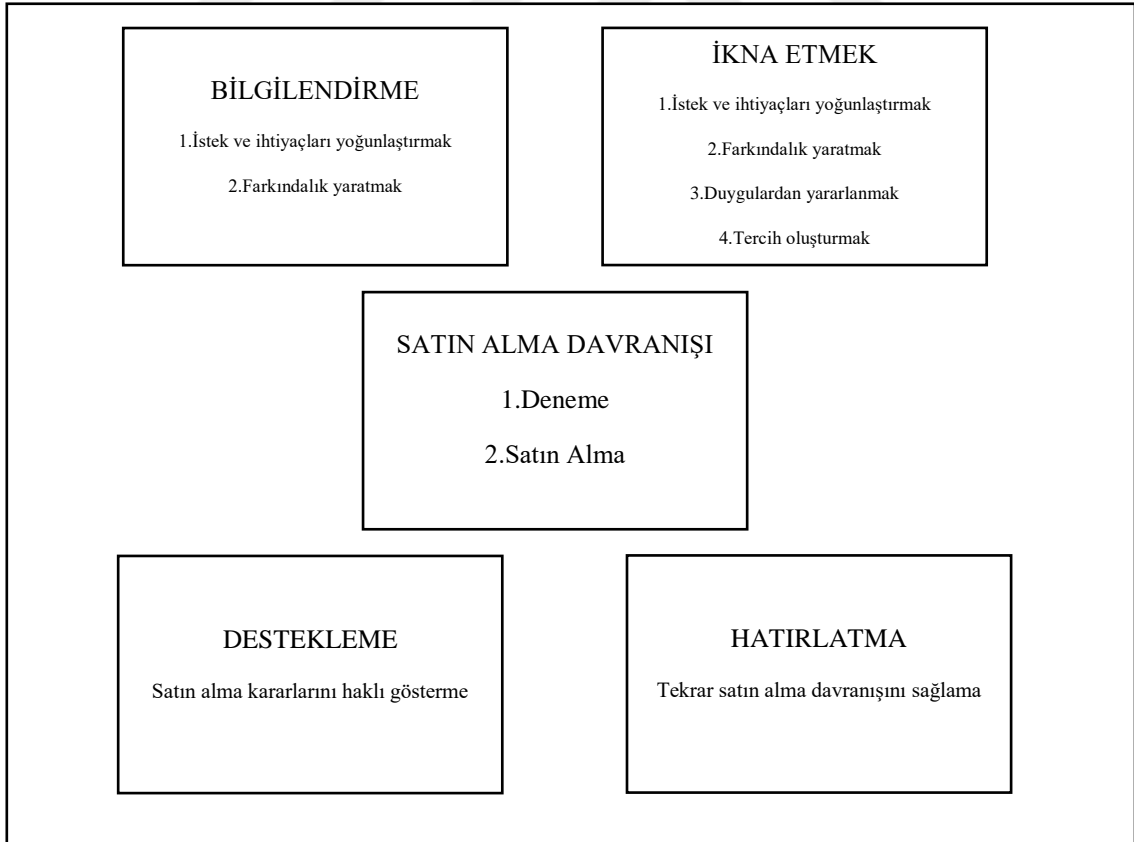 BİLGİLENDİRME
1.İstek ve ihtiyaçları yoğunlaştırmak
2.Farkındalık yaratmak
İKNA ETMEK
1.İstek ve ihtiyaçları yoğunlaştırmak
2.Farkındalık yaratmak
3.Duygulardan yararlanmak
4.Tercih oluşturmak
SATIN ALMA DAVRANIŞI
1.Deneme
2.Satın Alma
DESTEKLEME
Satın alma kararlarını haklı gösterme
HATIRLATMA
Tekrar satın alma davranışını sağlama